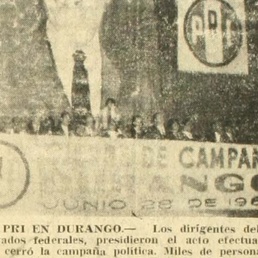 PRI
DE CAMPAÑ
DURANGO
JUNIO 28 DE 196
PRI EN DURANGO.— Los dirigentes del
ados federales, presidieron el acto efectua
cerró la campaña política. Miles de persona